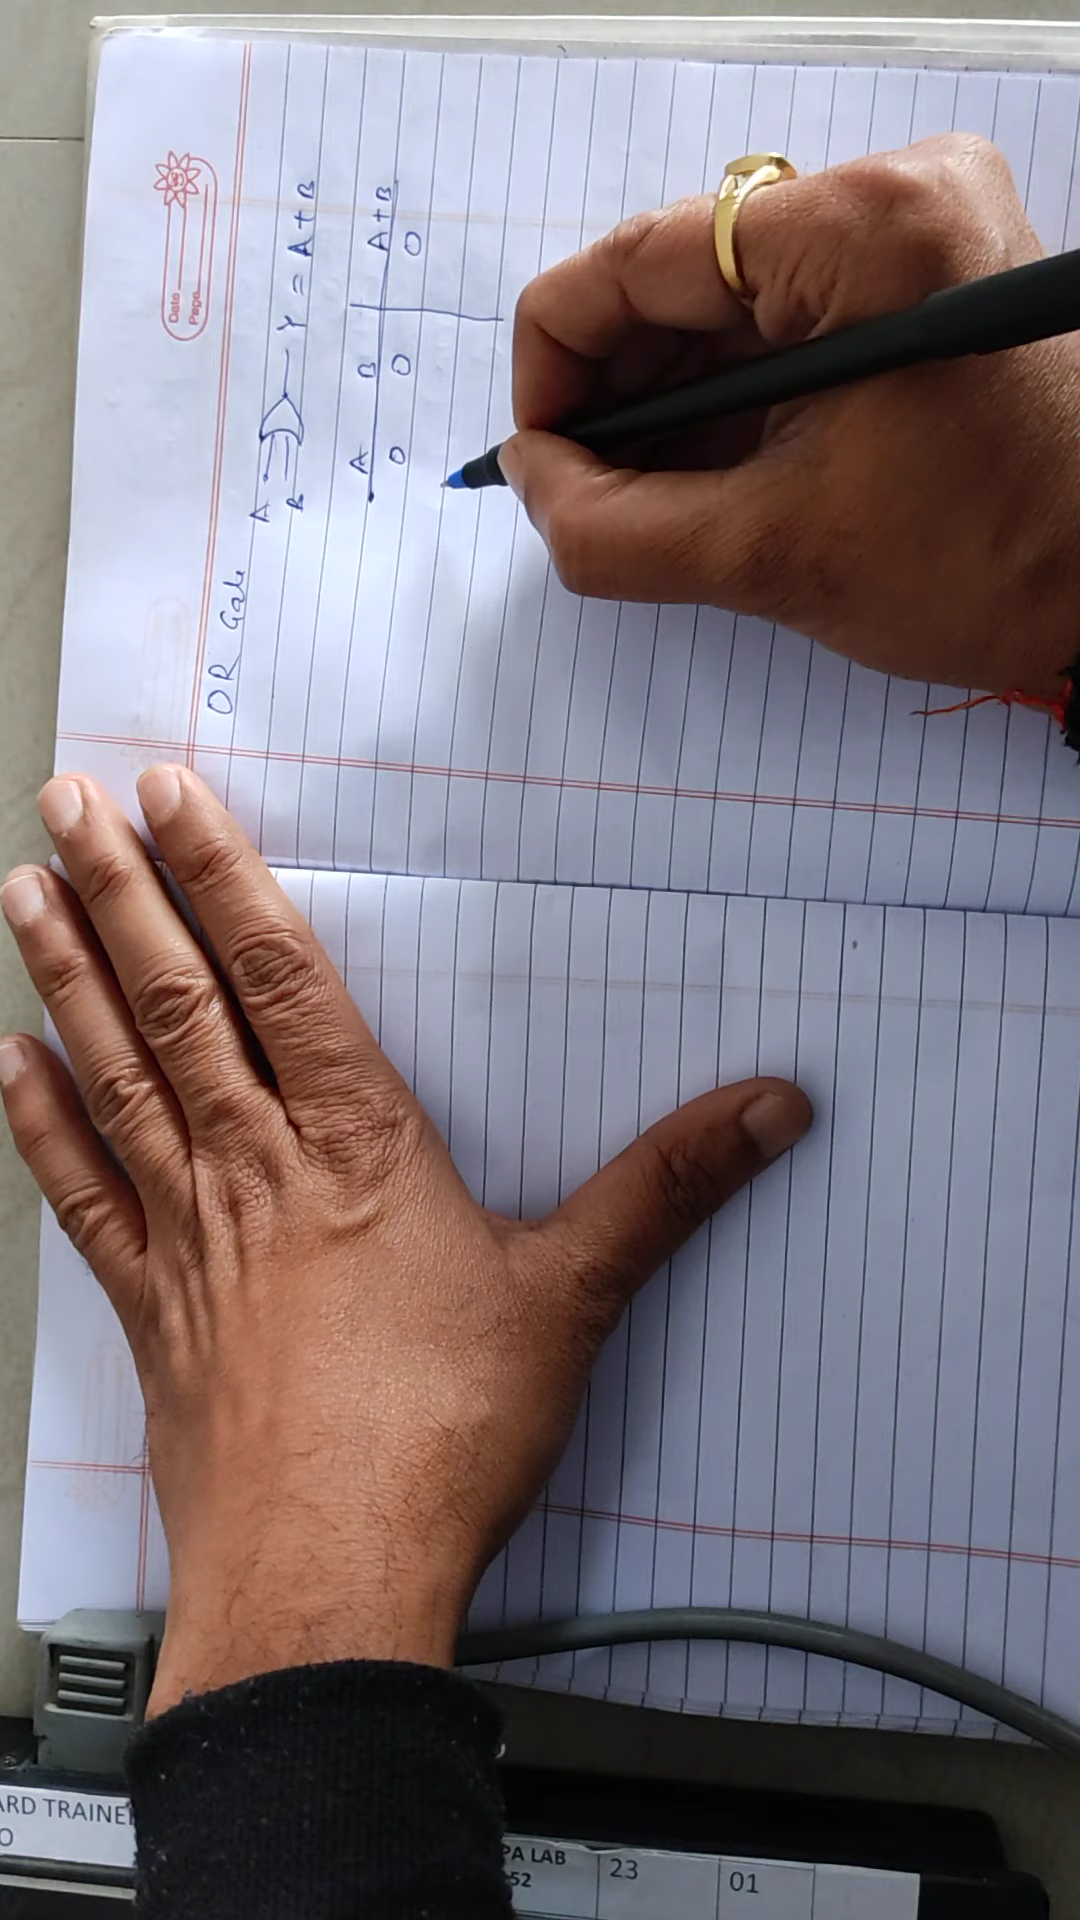 Date
Page
OR Gate
A
B Y = A + B
A B A + B
0 0 0
ARD TRAINE
O
PA LAB
52
23
01